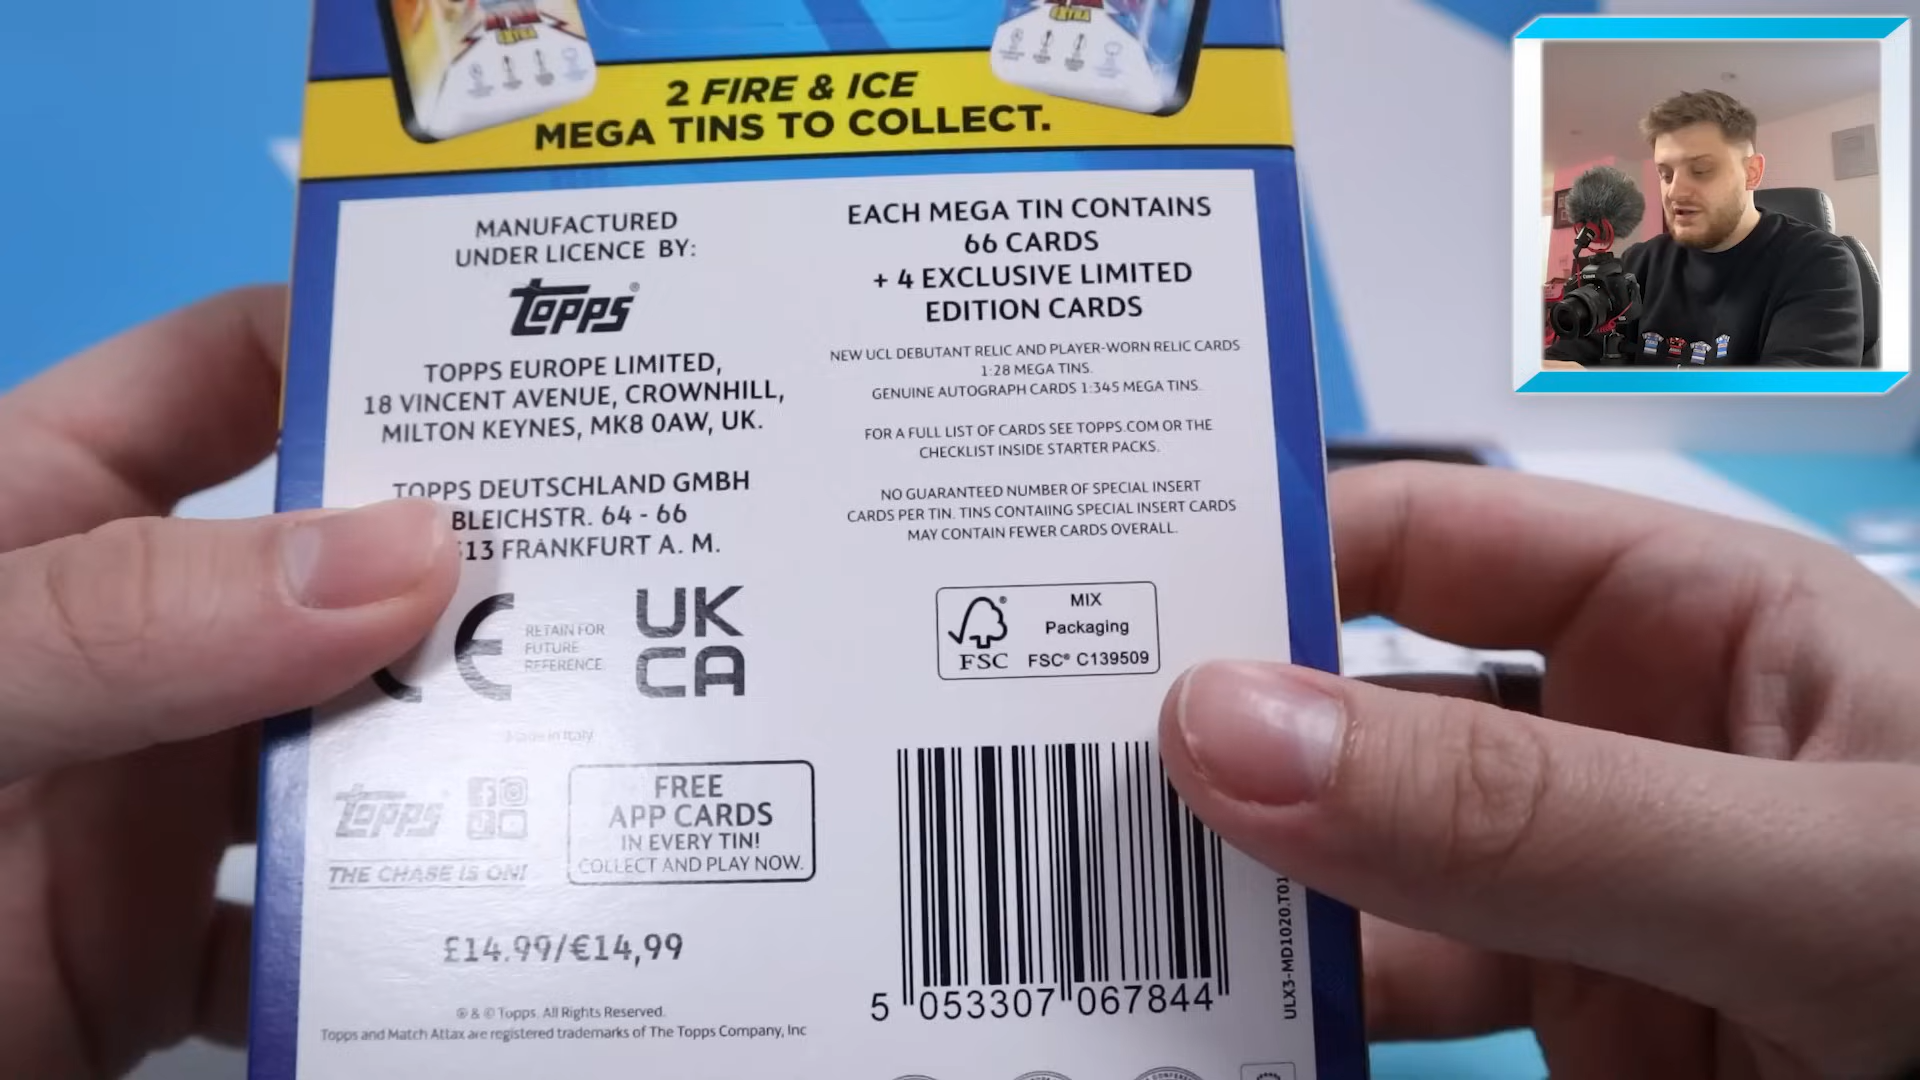 EXTRA
EXTRA
2 FIRE & ICE
MEGA TINS TO COLLECT.
MANUFACTURED
UNDER LICENCE BY:
Topps®
TOPPS EUROPE LIMITED,
18 VINCENT AVENUE, CROWNHILL,
MILTON KEYNES, MK8 0AW, UK.
TOPPS DEUTSCHLAND GMBH
BLEICHSTR. 64 - 66
13 FRANKFURT A. M.
CE
RETAIN FOR
FUTURE
REFERENCE
UK
CA
Made in Italy
Topps
THE CHASE IS ON!
FREE
APP CARDS
IN EVERY TIN!
COLLECT AND PLAY NOW.
£14.99/€14,99
® & © Topps. All Rights Reserved.
Topps and Match Attax are registered trademarks of The Topps Company, Inc
EACH MEGA TIN CONTAINS
66 CARDS
+ 4 EXCLUSIVE LIMITED
EDITION CARDS
NEW UCL DEBUTANT RELIC AND PLAYER-WORN RELIC CARDS
1:28 MEGA TINS.
GENUINE AUTOGRAPH CARDS 1:345 MEGA TINS.
FOR A FULL LIST OF CARDS SEE TOPPS.COM OR THE
CHECKLIST INSIDE STARTER PACKS.
NO GUARANTEED NUMBER OF SPECIAL INSERT
CARDS PER TIN. TINS CONTAIING SPECIAL INSERT CARDS
MAY CONTAIN FEWER CARDS OVERALL.
FSC
MIX
Packaging
FSC® C139509
5 053307 067844
ULX3-MD1020.T01